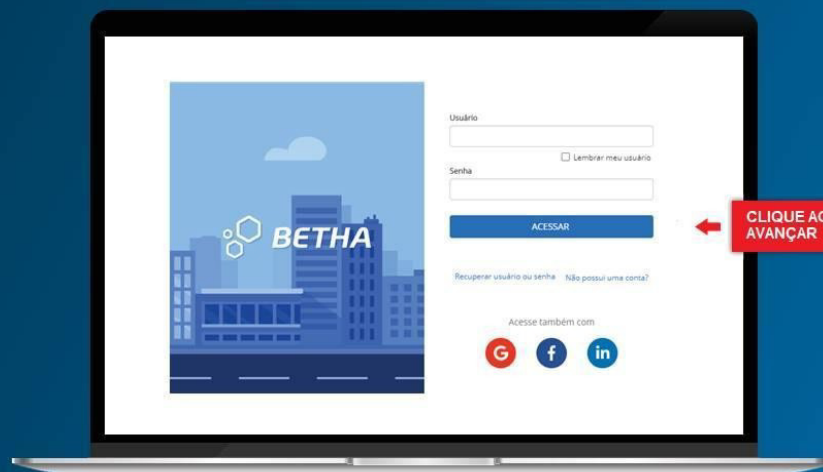 Usuário
Lembrar meu usuário
Senha
BETHA
ACESSAR
CLIQUE
AVANÇAR
Recuperar usuário ou senha Não possui uma conta?
Acesse também com
G f in